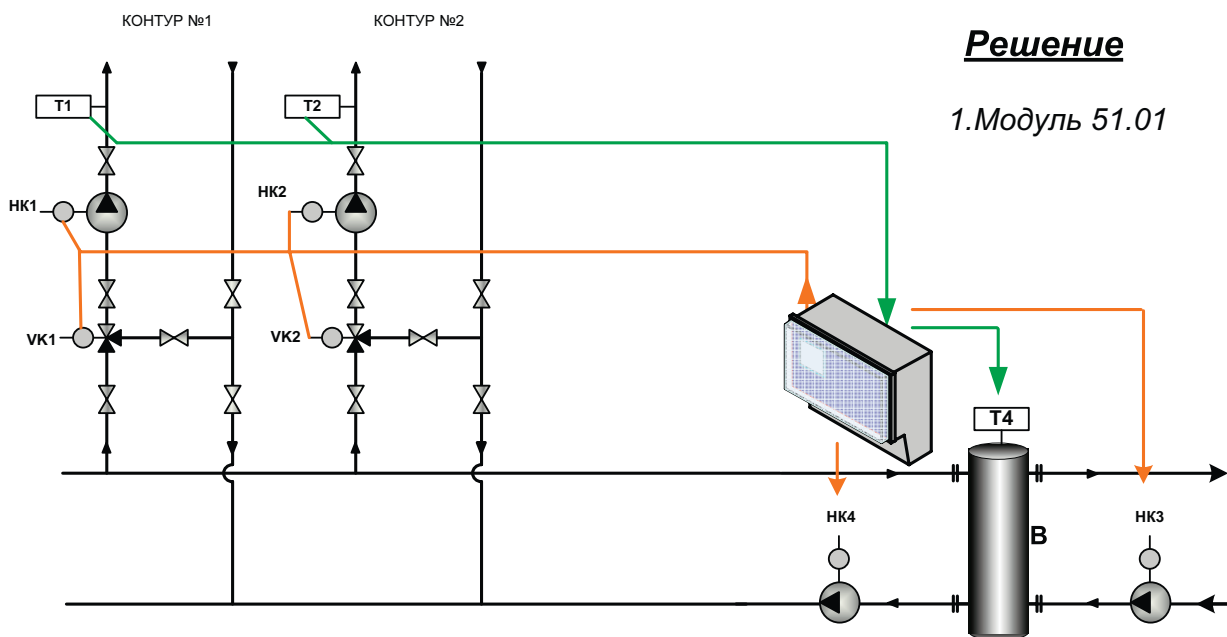 КОНТУР №1
КОНТУР №2
Решение
1.Модуль 51.01
T1
T2
НК1
НК2
VK1
VK2
T4
НК4
НК3
В